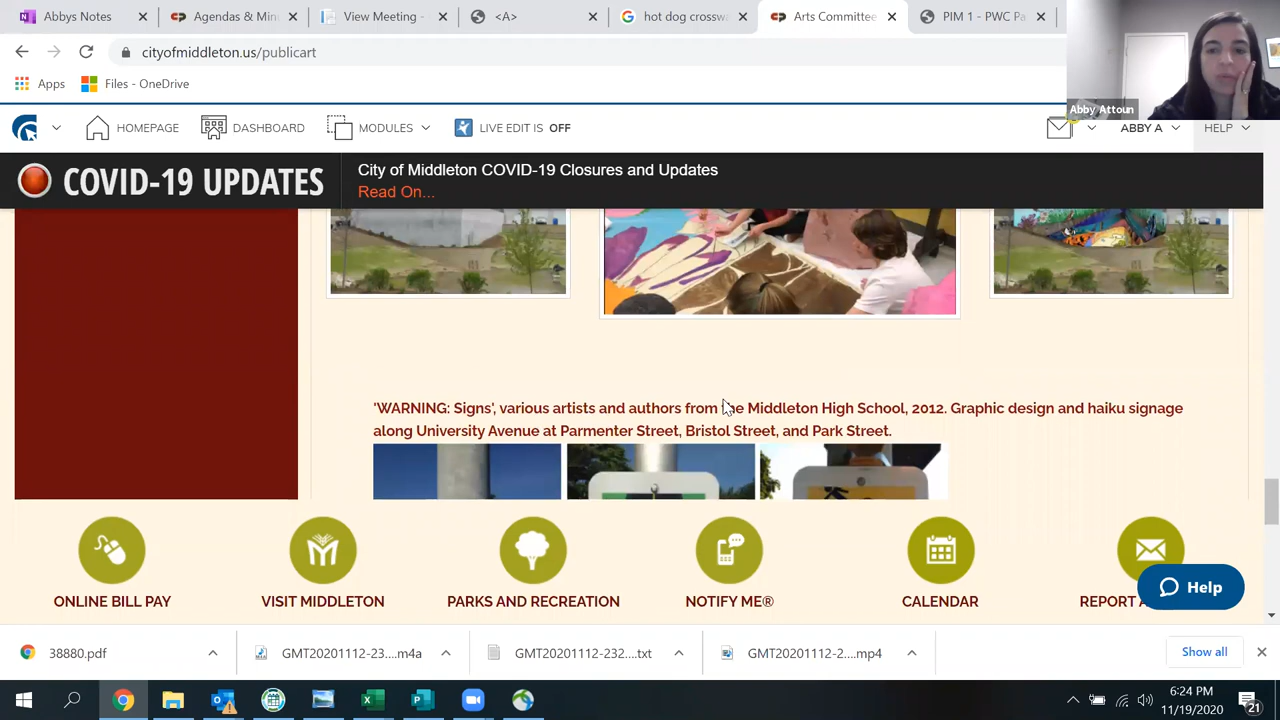 Abbys Notes
Agendas & Min
View Meeting -
<A>
hot dog crossw
Arts Committee
PIM 1 - PWC Pa
cityofmiddleton.us/publicart
Apps
Files - OneDrive
Abby Attoun
HOMEPAGE
DASHBOARD
MODULES
LIVE EDIT IS OFF
ABBY A
HELP
COVID-19 UPDATES
City of Middleton COVID-19 Closures and Updates
Read On...
'WARNING: Signs', various artists and authors from the Middleton High School, 2012. Graphic design and haiku signage
along University Avenue at Parmenter Street, Bristol Street, and Park Street.
ONLINE BILL PAY
VISIT MIDDLETON
PARKS AND RECREATION
NOTIFY ME®
CALENDAR
REPORT A
Help
38880.pdf
GMT20201112-23....m4a
GMT20201112-232....txt
GMT20201112-2....mp4
Show all
6:24 PM
11/19/2020
21